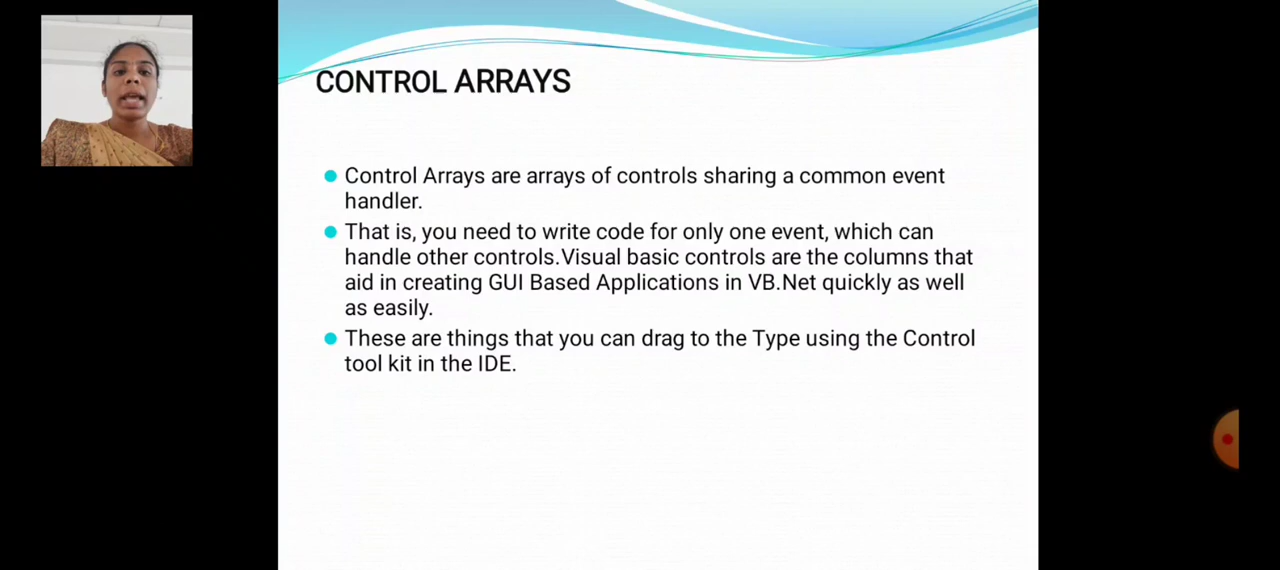 CONTROL ARRAYS
Control Arrays are arrays of controls sharing a common event
handler.
That is, you need to write code for only one event, which can
handle other controls.Visual basic controls are the columns that
aid in creating GUI Based Applications in VB.Net quickly as well
as easily.
These are things that you can drag to the Type using the Control
tool kit in the IDE.